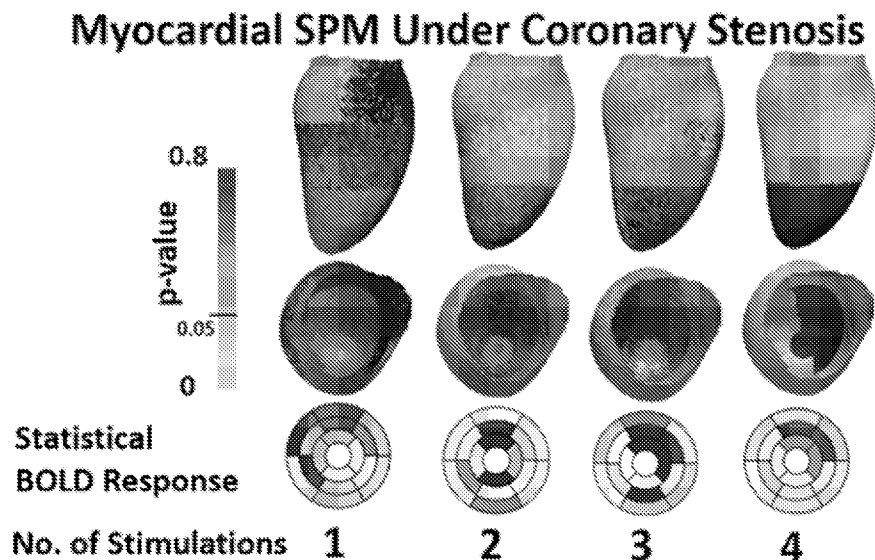 Myocardial SPM Under Coronary Stenosis
0.8
p-value
0.05
0
Statistical
BOLD Response
No. of Stimulations 1 2 3 4